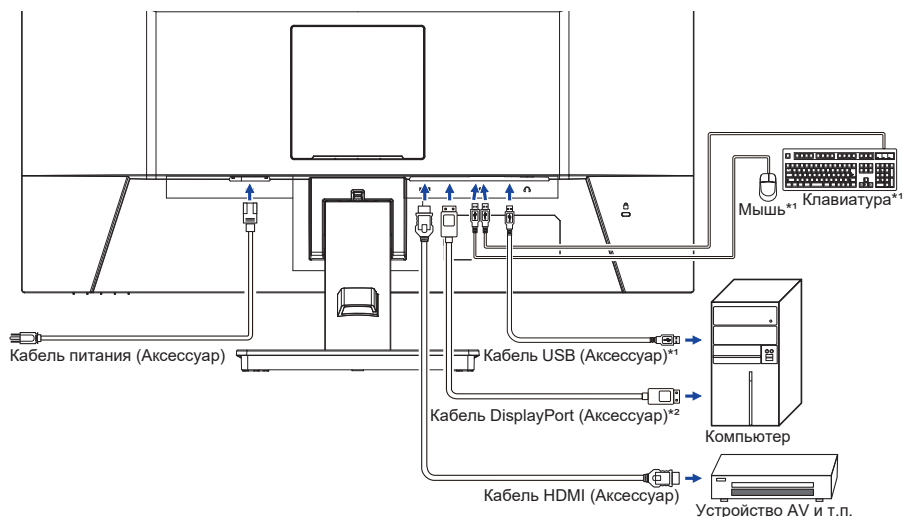 Мышь*1
Клавиатура*1
Кабель питания (Аксессуар)
Кабель USB (Аксессуар)*1
Кабель DisplayPort (Аксессуар)*2
Компьютер
Кабель HDMI (Аксессуар)
Устройство AV и т.п.